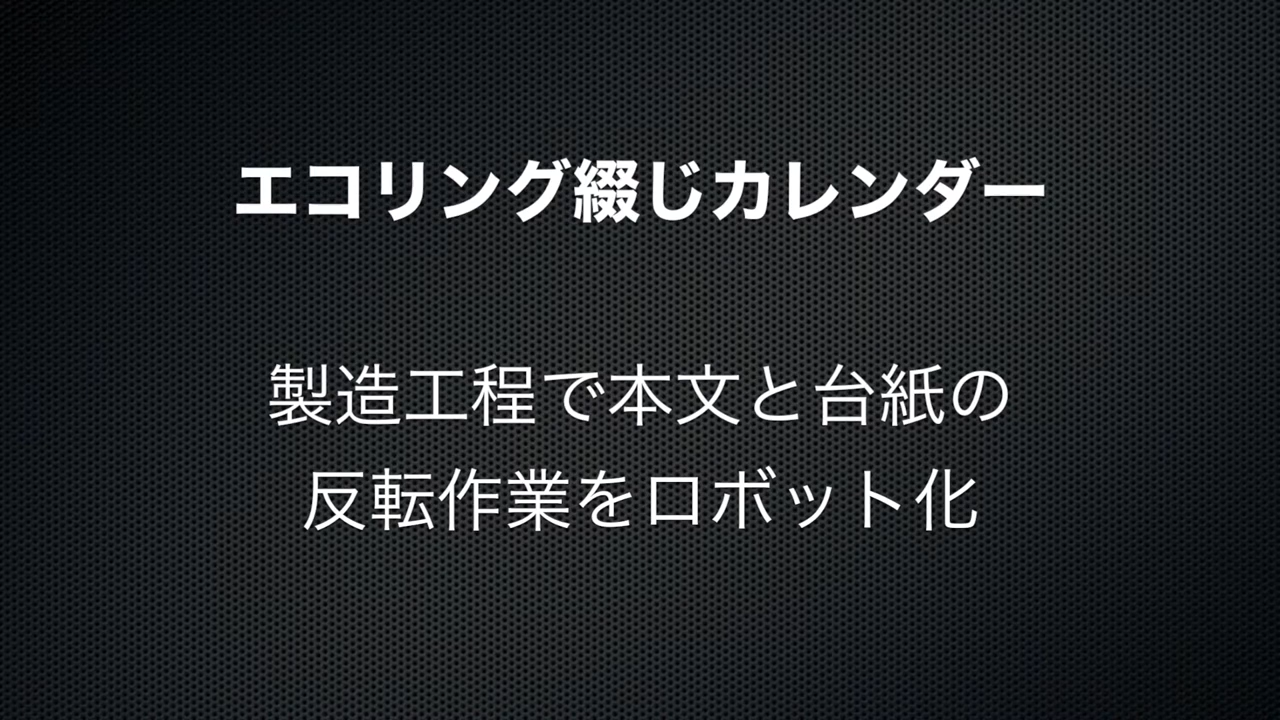 エコリング綴じカレンダー
製造工程で本文と台紙の
反転作業をロボット化